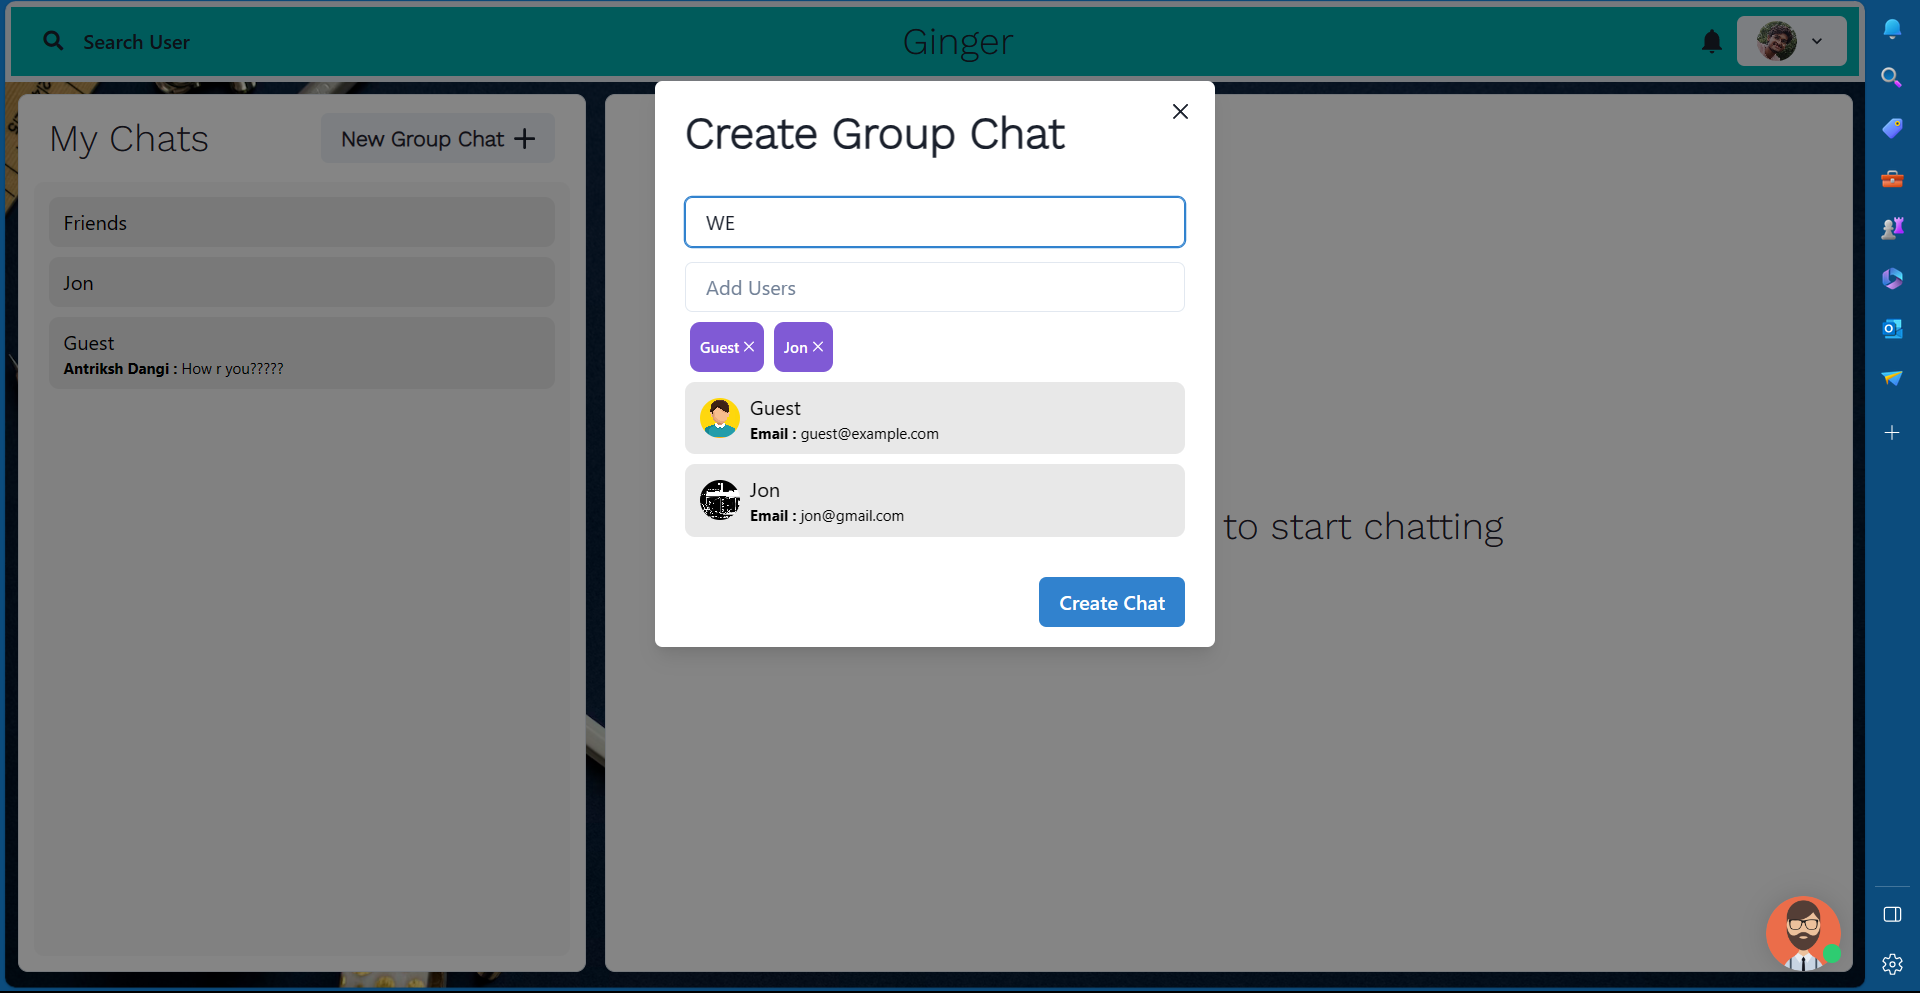 Search User
Ginger
My Chats
New Group Chat
Friends
Jon
Guest
Antriksh Dangi : How r you?????
Create Group Chat
WE
Add Users
Guest
Jon
Guest
Email : guest@example.com
Jon
Email : jon@gmail.com
Create Chat
to start chatting